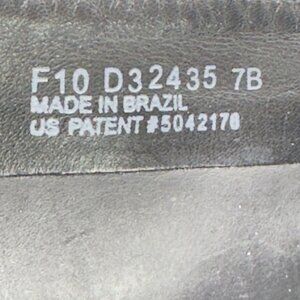 F10 D32435 7B
MADE IN BRAZIL
US PATENT #5042176